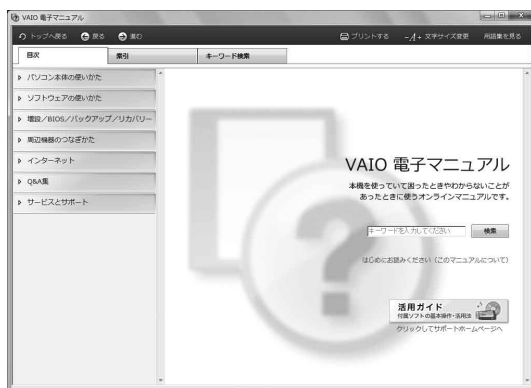 VAIO 電子マニュアル
トップへ戻る 戻る 進む プリントする -A+ 文字サイズ変更 用語集を見る
目次 索引 キーワード検索
パソコン本体の使いかた
ソフトウェアの使いかた
増設/BIOS/バックアップ/リカバリー
周辺機器のつなぎかた
インターネット
Q&A集
サービスとサポート
VAIO 電子マニュアル
本機を使っていて困ったときやわからないことが
あったときに使うオンラインマニュアルです。
キーワードを入力してください 検索
はじめにお読みください(このマニュアルについて)
活用ガイド
付属ソフトの基本操作・活用法
クリックしてサポートホームページへ